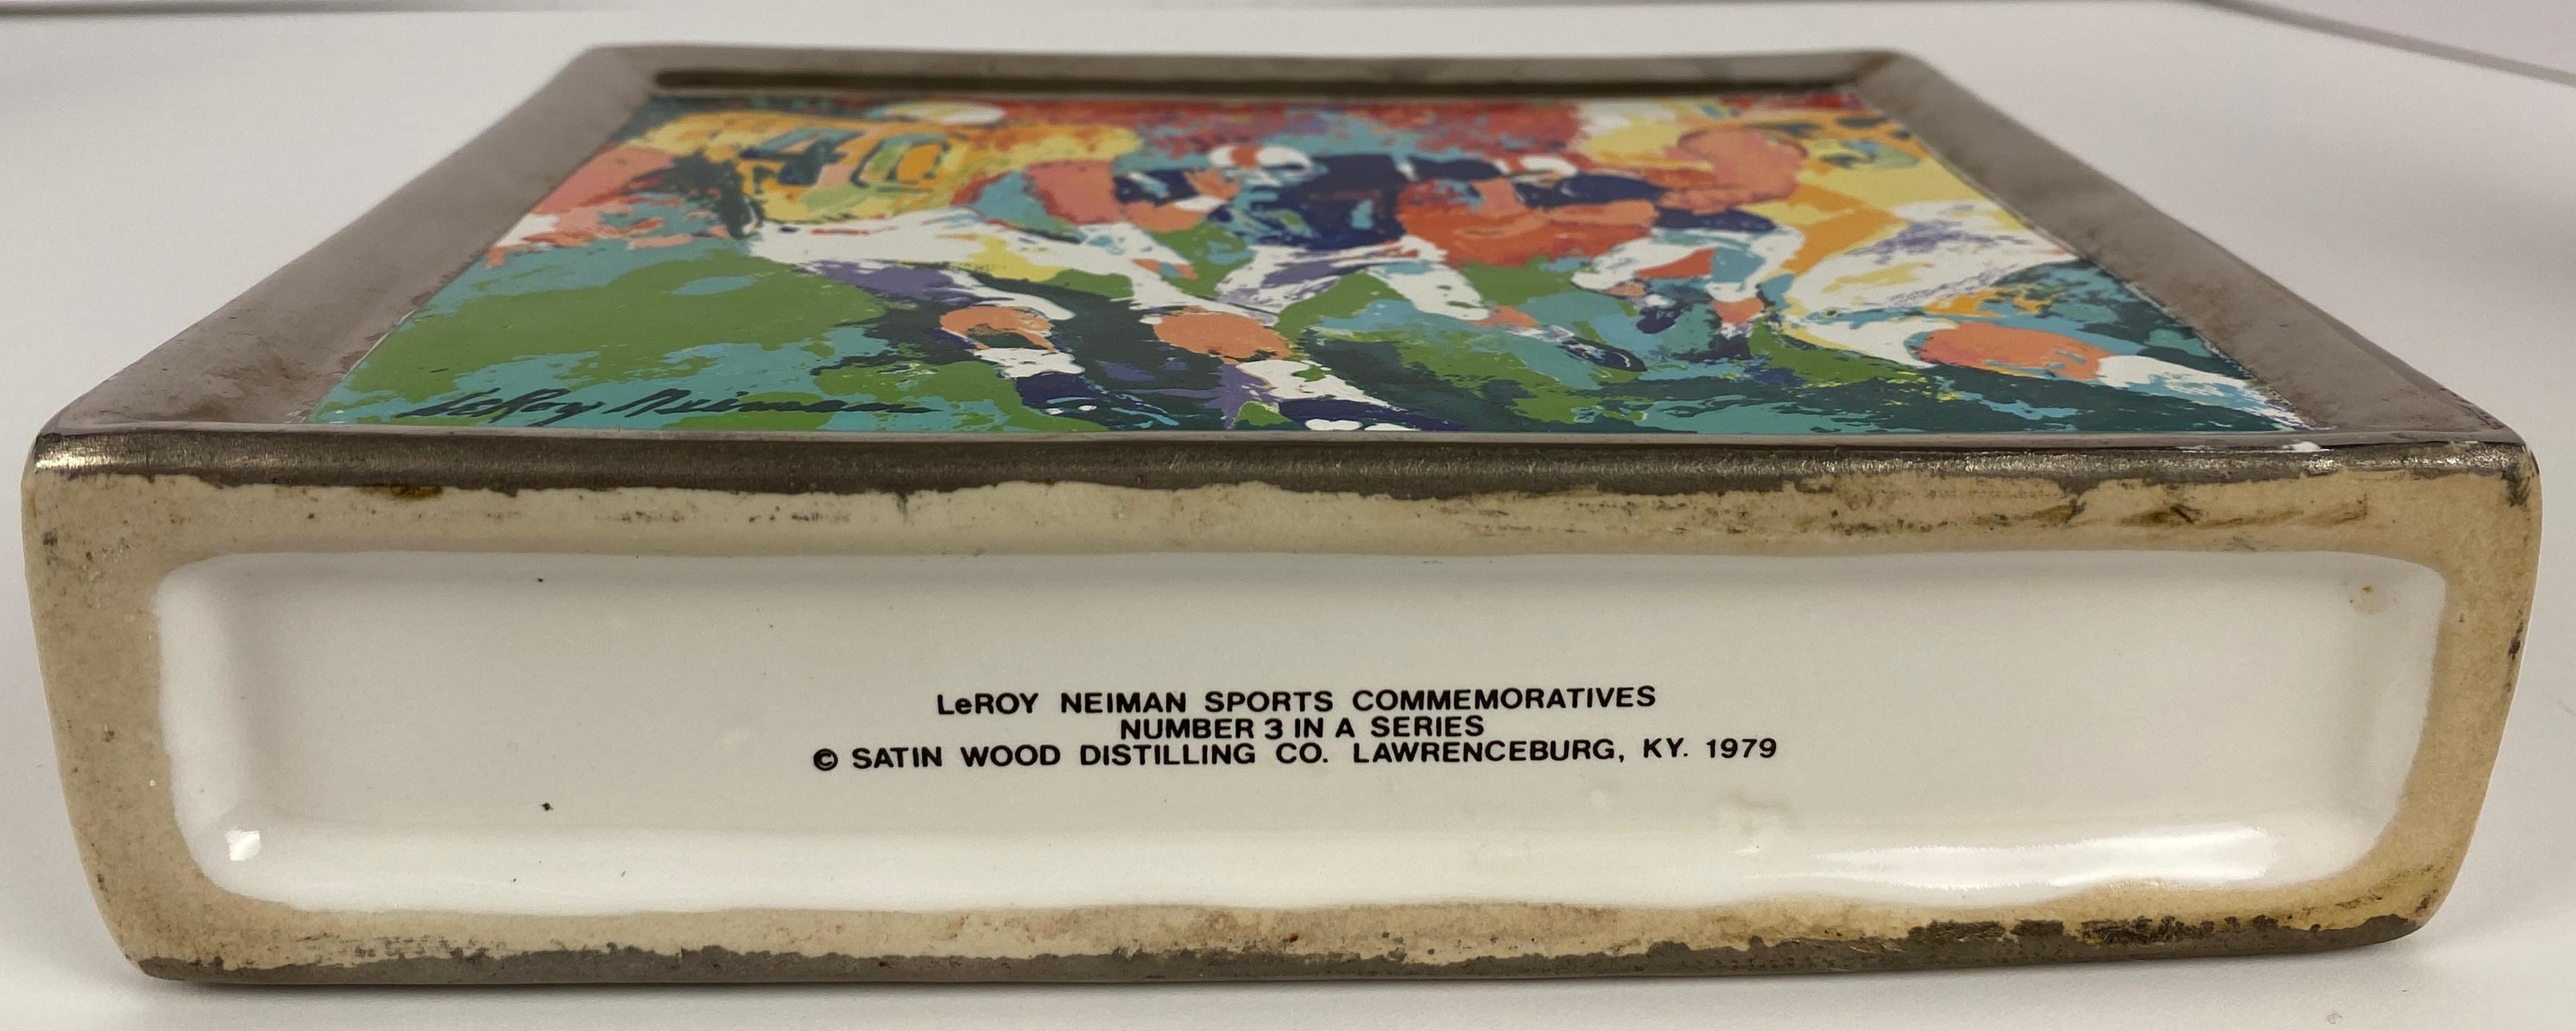 40
LeRoy Neiman
LeROY NEIMAN SPORTS COMMEMORATIVES
NUMBER 3 IN A SERIES
© SATIN WOOD DISTILLING CO. LAWRENCEBURG, KY. 1979